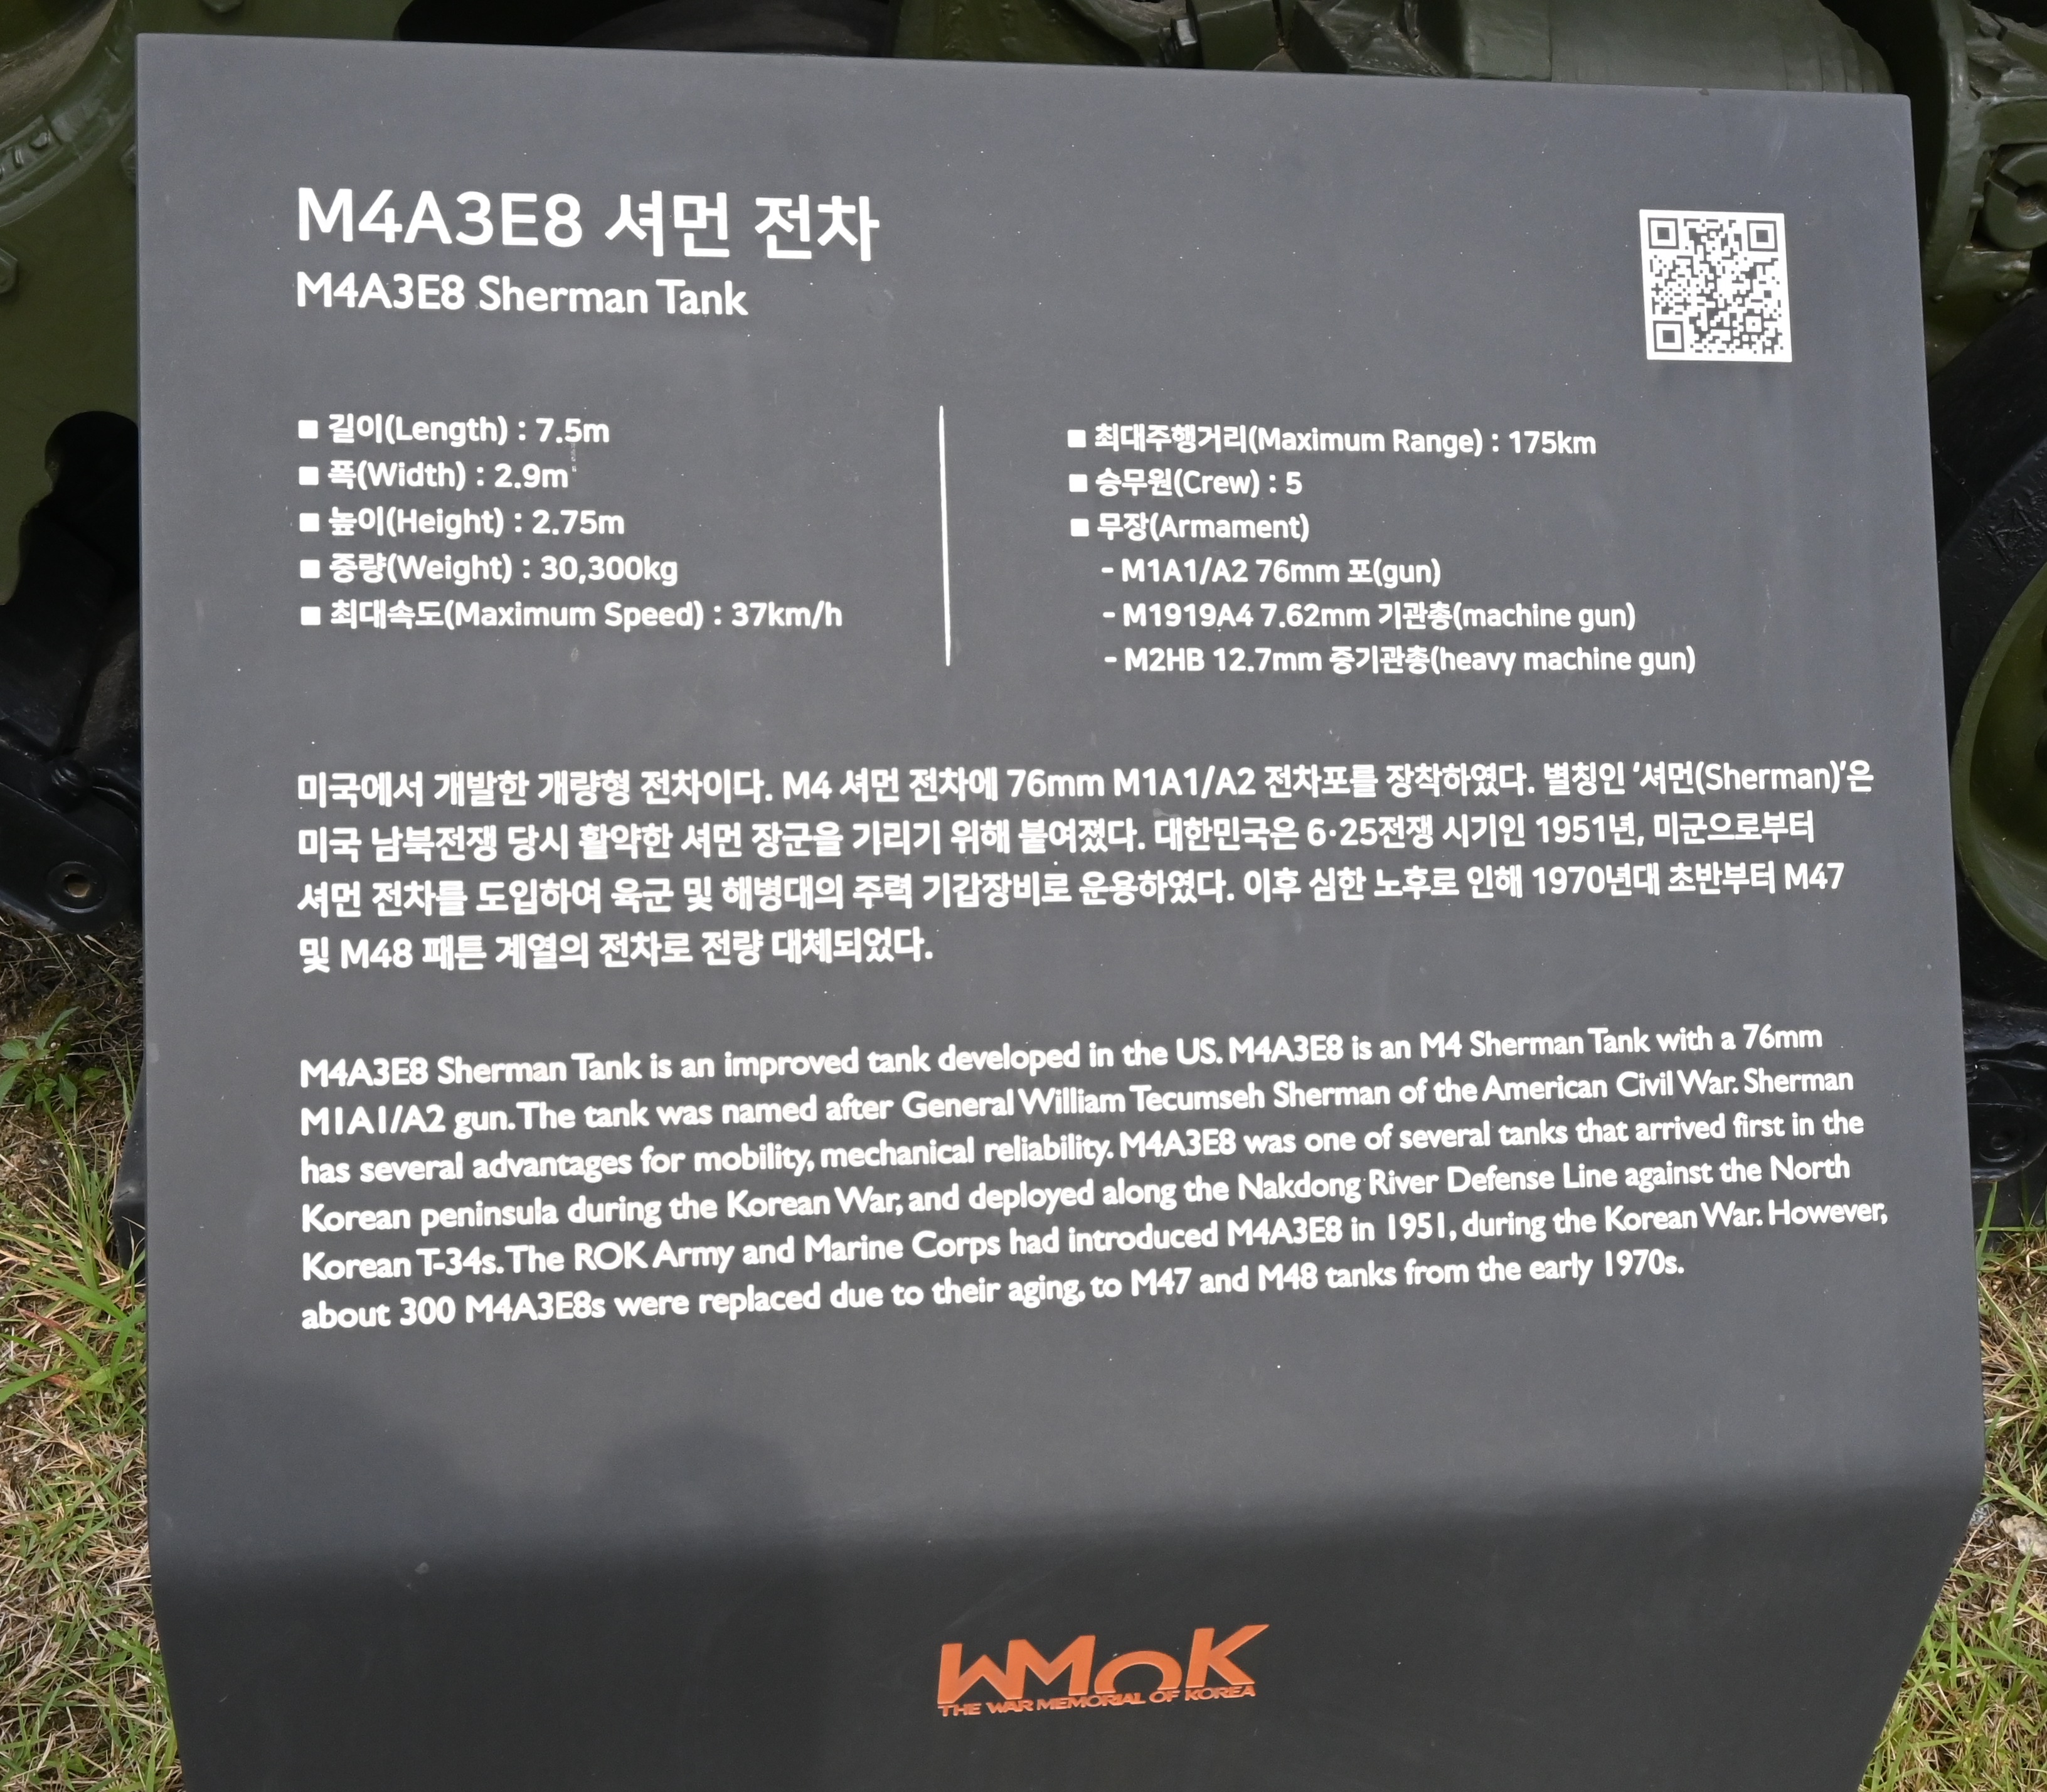 M4A3E8 셔먼 전차
M4A3E8 Sherman Tank
■ 길이(Length) : 7.5m
■ 폭(Width) : 2.9m
■ 높이(Height) : 2.75m
■ 중량(Weight) : 30,300kg
■ 최대속도(Maximum Speed) : 37km/h
■ 최대주행거리(Maximum Range) : 175km
■ 승무원(Crew) : 5
■ 무장(Armament)
- M1A1/A2 76mm 포(gun)
- M1919A4 7.62mm 기관총(machine gun)
- M2HB 12.7mm 중기관총(heavy machine gun)
미국에서 개발한 개량형 전차이다. M4 셔먼 전차에 76mm M1A1/A2 전차포를 장착하였다. 별칭인 ‘셔먼(Sherman)’은
미국 남북전쟁 당시 활약한 셔먼 장군을 기리기 위해 붙여졌다. 대한민국은 6·25전쟁 시기인 1951년, 미군으로부터
셔먼 전차를 도입하여 육군 및 해병대의 주력 기갑장비로 운용하였다. 이후 심한 노후로 인해 1970년대 초반부터 M47
및 M48 패튼 계열의 전차로 전량 대체되었다.
M4A3E8 Sherman Tank is an improved tank developed in the US. M4A3E8 is an M4 Sherman Tank with a 76mm
M1A1/A2 gun. The tank was named after General William Tecumseh Sherman of the American Civil War. Sherman
has several advantages for mobility, mechanical reliability. M4A3E8 was one of several tanks that arrived first in the
Korean peninsula during the Korean War, and deployed along the Nakdong River Defense Line against the North
Korean T-34s. The ROK Army and Marine Corps had introduced M4A3E8 in 1951, during the Korean War. However,
about 300 M4A3E8s were replaced due to their aging, to M47 and M48 tanks from the early 1970s.
WMOK
THE WAR MEMORIAL OF KOREA